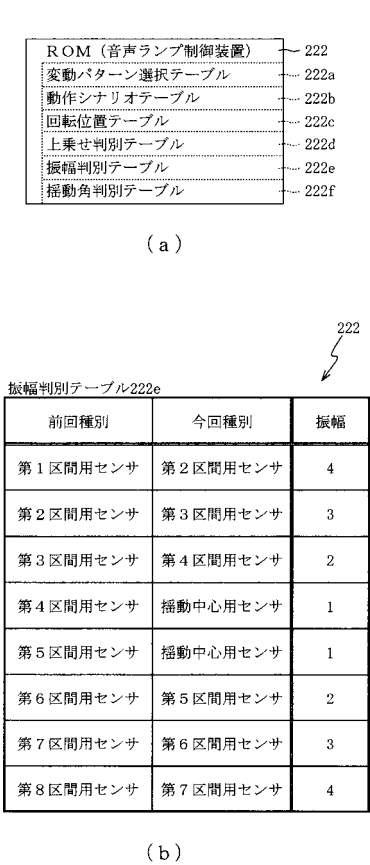 ROM（音声ランプ制御装置） 222
変動パターン選択テーブル 222a
動作シナリオテーブル 222b
回転位置テーブル 222c
上乗せ判別テーブル 222d
振幅判別テーブル 222e
揺動角判別テーブル 222f
(a)
222
振幅判別テーブル222e
前回種別 今回種別 振幅
第1区間用センサ 第2区間用センサ 4
第2区間用センサ 第3区間用センサ 3
第3区間用センサ 第4区間用センサ 2
第4区間用センサ 揺動中心用センサ 1
第5区間用センサ 揺動中心用センサ 1
第6区間用センサ 第5区間用センサ 2
第7区間用センサ 第6区間用センサ 3
第8区間用センサ 第7区間用センサ 4
(b)